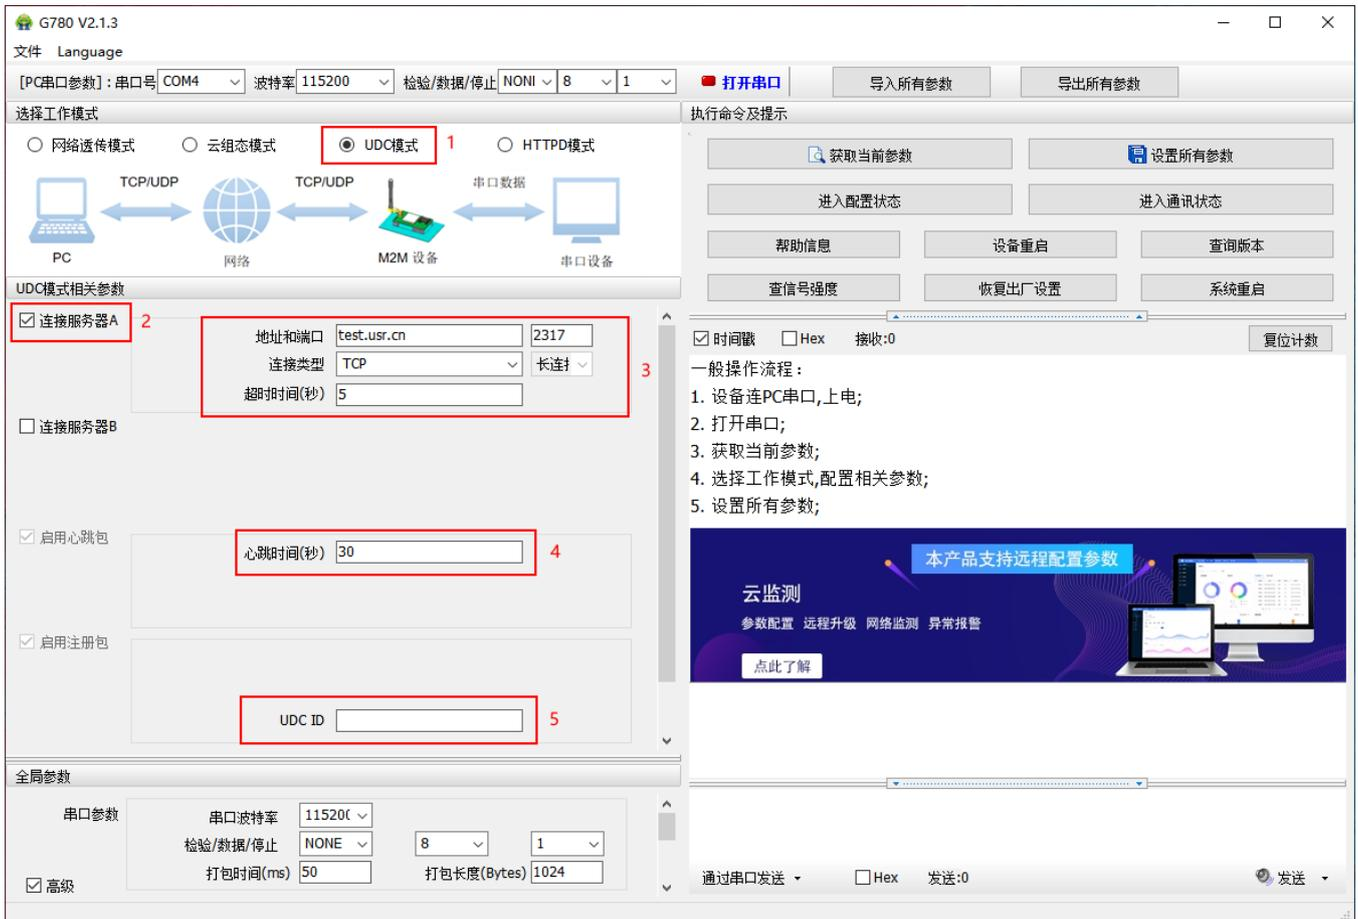 G780 V2.1.3
文件 Language
[PC串口参数]：串口号 COM4 波特率 115200 检验/数据/停止 NONI 8 1 打开串口 导入所有参数 导出所有参数
选择工作模式
网络透传模式 云组态模式 UDC模式 1 HTTPD模式
TCP/UDP TCP/UDP 串口数据
PC 网络 M2M 设备 串口设备
UDC模式相关参数
连接服务器A 2
地址和端口 test.usr.cn 2317
连接类型 TCP 长连接 3
超时时间(秒) 5
连接服务器B
启用心跳包
心跳时间(秒) 30 4
启用注册包
UDC ID 5
全局参数
串口参数 串口波特率 115200
检验/数据/停止 NONE 8 1
打包时间(ms) 50 打包长度(Bytes) 1024
高级
执行命令及提示
获取当前参数 设置所有参数
进入配置状态 进入通讯状态
帮助信息 设备重启 查询版本
查信号强度 恢复出厂设置 系统重启
时间戳 Hex 接收:0 复位计数
一般操作流程：
1. 设备连PC串口,上电;
2. 打开串口;
3. 获取当前参数;
4. 选择工作模式,配置相关参数;
5. 设置所有参数;
本产品支持远程配置参数
云监测
参数配置 远程升级 网络监测 异常报警
点此了解
通过串口发送 Hex 发送:0 发送